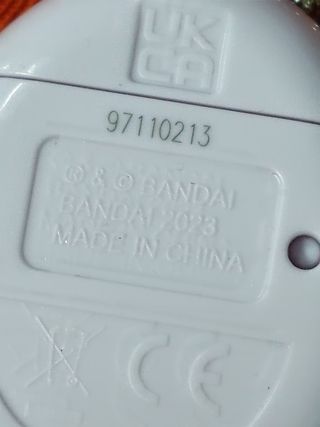 UK
CA
97110213
® & © BANDAI
BANDAI 2023
MADE IN CHINA
CE